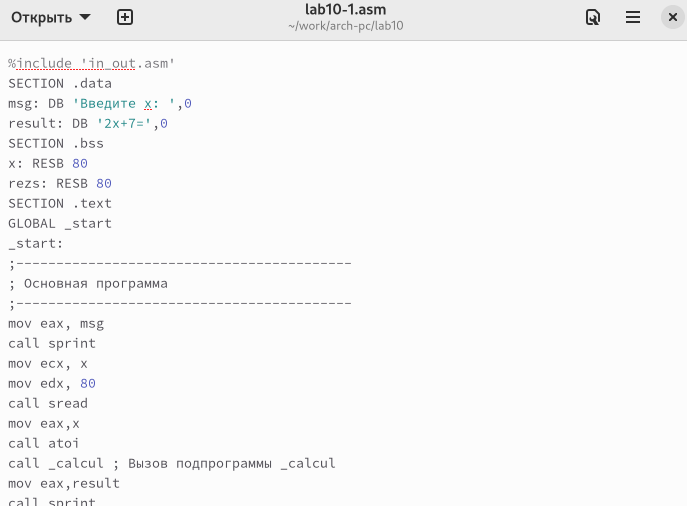 Открыть
lab10-1.asm
~/work/arch-pc/lab10
%include 'in_out.asm'
SECTION .data
msg: DB 'Введите x: ',0
result: DB '2x+7=',0
SECTION .bss
x: RESB 80
rezs: RESB 80
SECTION .text
GLOBAL _start
_start:
;------------------------------------------
; Основная программа
;------------------------------------------
mov eax, msg
call sprint
mov ecx, x
mov edx, 80
call sread
mov eax,x
call atoi
call _calcul ; Вызов подпрограммы _calcul
mov eax,result
call sprint